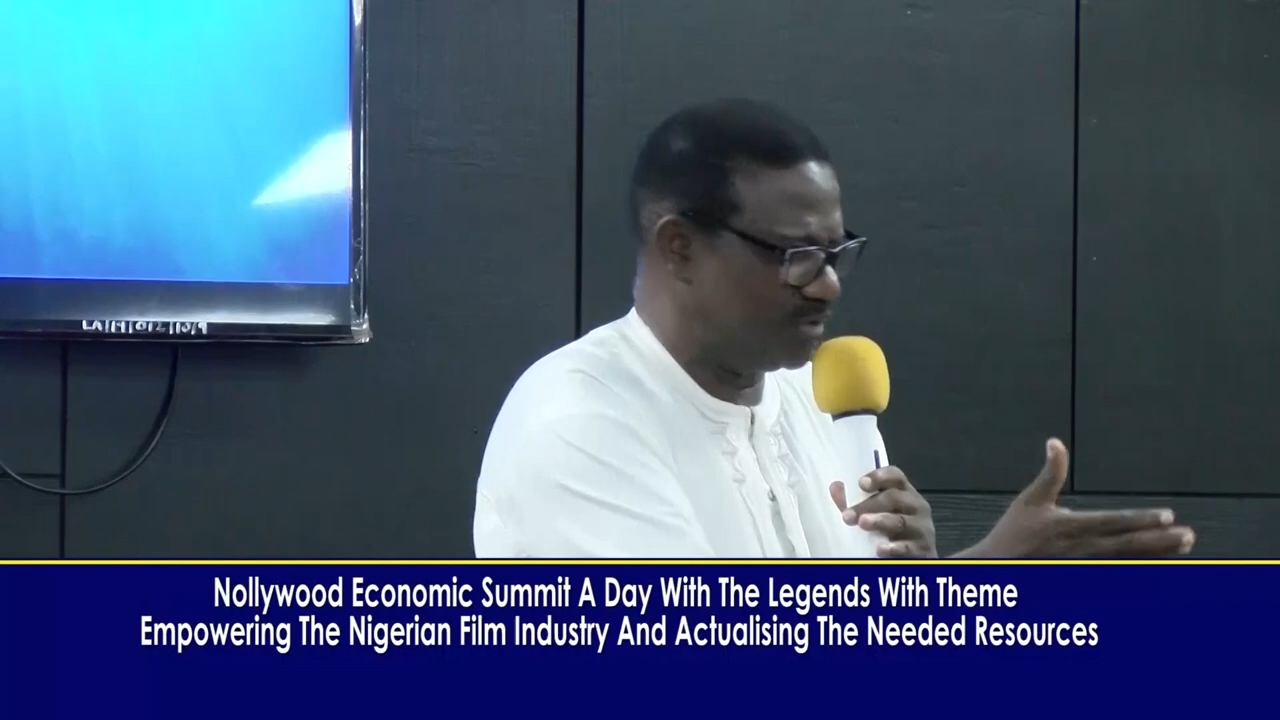 Nollywood Economic Summit A Day With The Legends With Theme
Empowering The Nigerian Film Industry And Actualising The Needed Resources